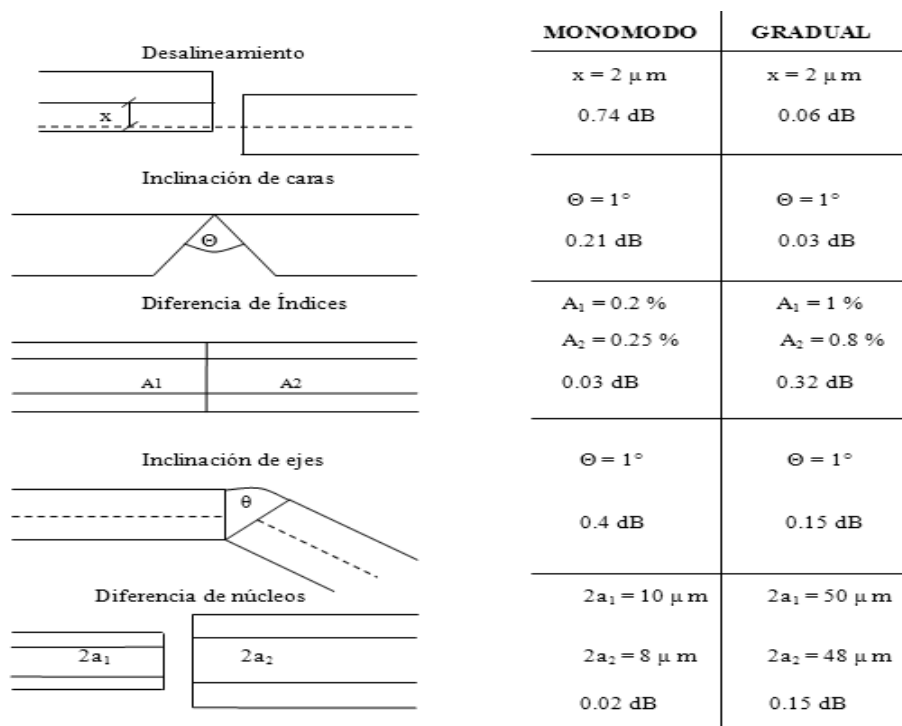 MONOMODO GRADUAL
Desalineamiento
x
x = 2 µ m x = 2 µ m
0.74 dB 0.06 dB
Inclinación de caras
Θ
Θ = 1° Θ = 1°
0.21 dB 0.03 dB
Diferencia de Índices
A1 A2
A₁ = 0.2 % A₁ = 1 %
A₂ = 0.25 % A₂ = 0.8 %
0.03 dB 0.32 dB
Inclinación de ejes
θ
Θ = 1° Θ = 1°
0.4 dB 0.15 dB
Diferencia de núcleos
2a₁ 2a₂
2a₁ = 10 µ m 2a₁ = 50 µ m
2a₂ = 8 µ m 2a₂ = 48 µ m
0.02 dB 0.15 dB